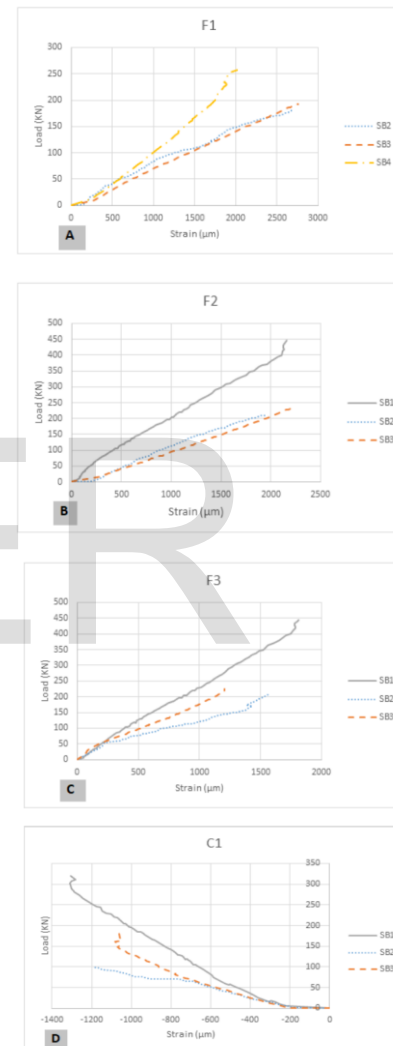 F1
300
250
200
150
100
50
0
Load (KN)
0 500 1000 1500 2000 2500 3000
Strain (µm)
SB2
SB3
SB4
A
F2
500
450
400
350
300
250
200
150
100
50
0
Load (KN)
0 500 1000 1500 2000 2500
Strain (µm)
SB1
SB2
SB3
B
F3
500
450
400
350
300
250
200
150
100
50
0
Load (KN)
0 500 1000 1500 2000
Strain (µm)
SB1
SB2
SB3
C
C1
350
300
250
200
150
100
50
0
Load (KN)
-1400 -1200 -1000 -800 -600 -400 -200 0
Strain (µm)
SB1
SB2
SB3
D